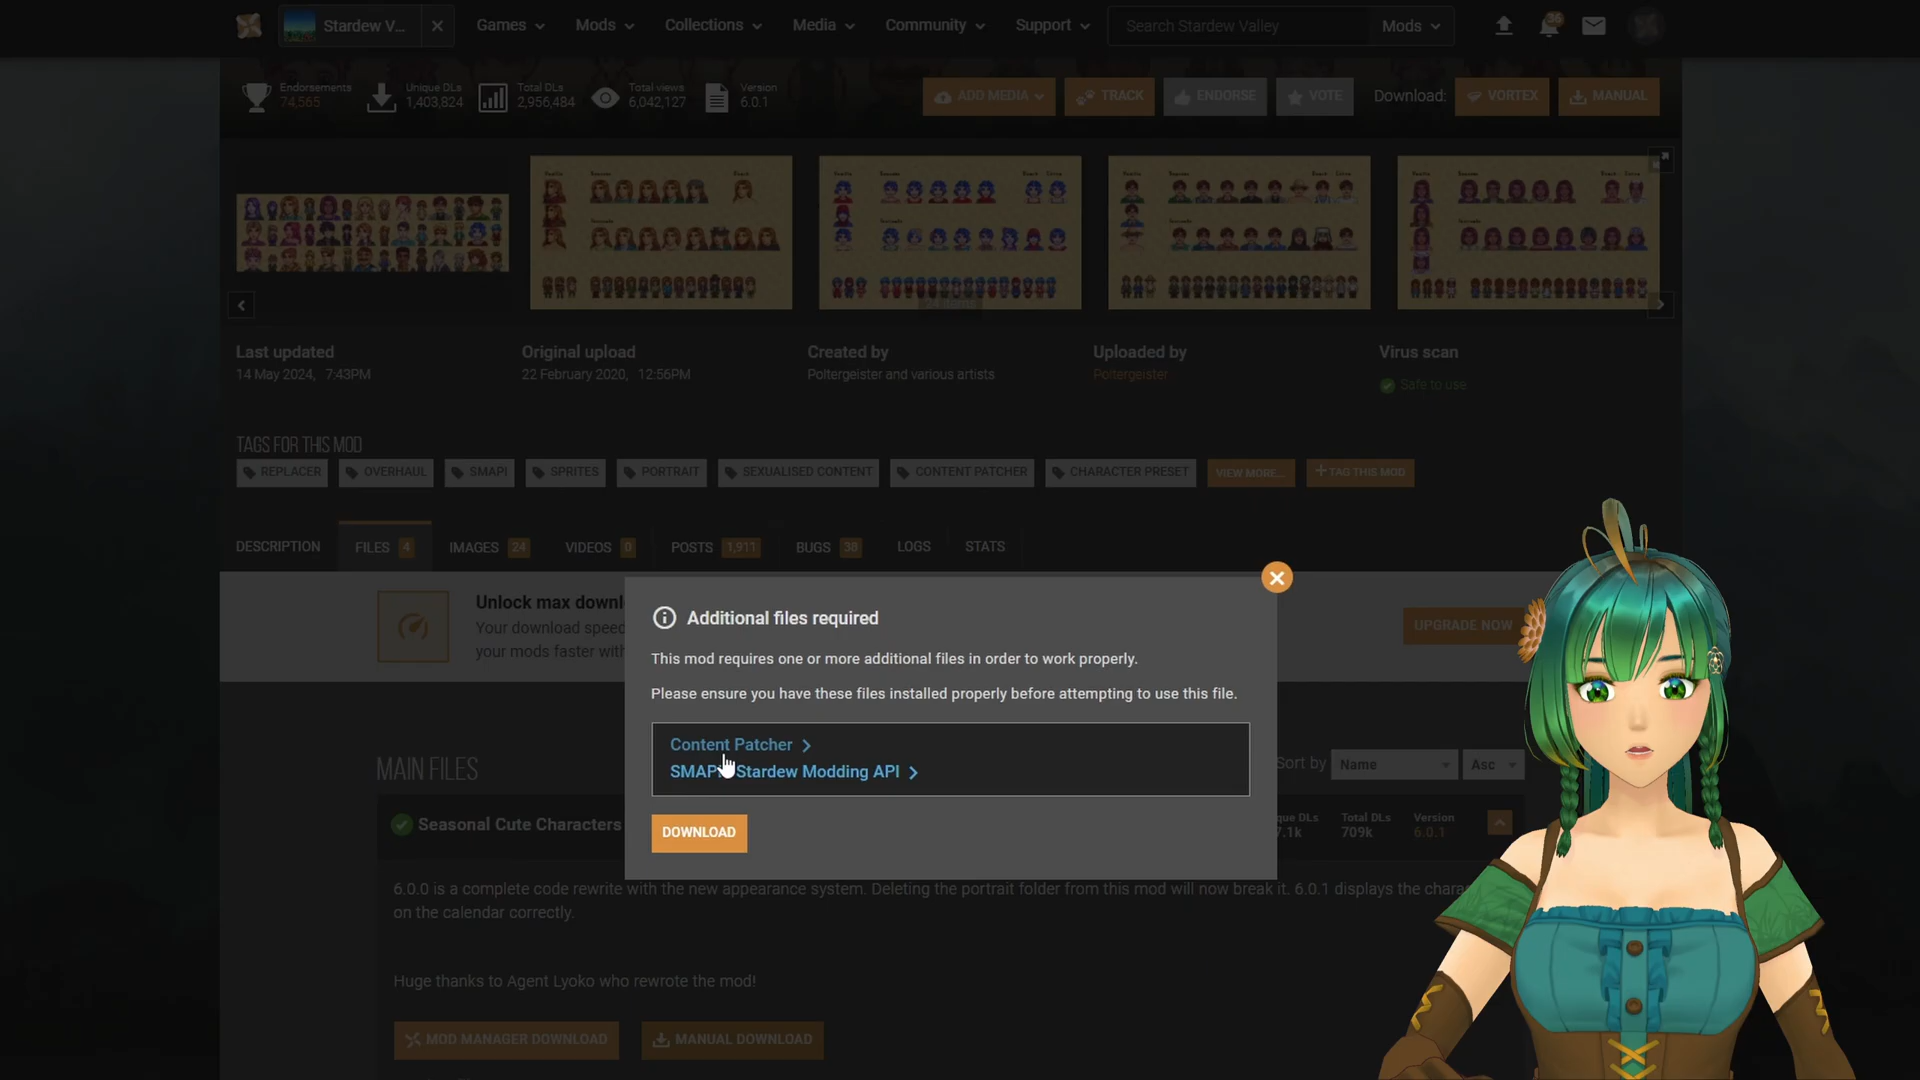 Stardew V...
Games
Mods
Collections
Media
Community
Support
Search Stardew Valley
Mods
36
Endorsements
74,565
Unique DLs
1,403,824
Total DLs
2,956,484
Total views
6,042,127
Version
6.0.1
ADD MEDIA
TRACK
ENDORSE
VOTE
Download:
VORTEX
MANUAL
Last updated
14 May 2024, 7:43PM
Original upload
22 February 2020, 12:56PM
Created by
Poltergeister and various artists
Uploaded by
Poltergeister
Virus scan
Safe to use
TAGS FOR THIS MOD
REPLACER
OVERHAUL
SMAPI
SPRITES
PORTRAIT
SEXUALISED CONTENT
CONTENT PATCHER
CHARACTER PRESET
VIEW MORE...
+ TAG THIS MOD
DESCRIPTION
FILES 4
IMAGES 24
VIDEOS 0
POSTS 1,911
BUGS 38
LOGS
STATS
Unlock max downl
Your download speed
your mods faster with
UPGRADE NOW
Additional files required
This mod requires one or more additional files in order to work properly.
Please ensure you have these files installed properly before attempting to use this file.
Content Patcher
SMAPI Stardew Modding API
DOWNLOAD
MAIN FILES
Sort by
Name
Asc
Seasonal Cute Characters
que DLs
7.1k
Total DLs
709k
Version
6.0.1
6.0.0 is a complete code rewrite with the new appearance system. Deleting the portrait folder from this mod will now break it. 6.0.1 displays the chara
on the calendar correctly.
Huge thanks to Agent Lyoko who rewrote the mod!
MOD MANAGER DOWNLOAD
MANUAL DOWNLOAD